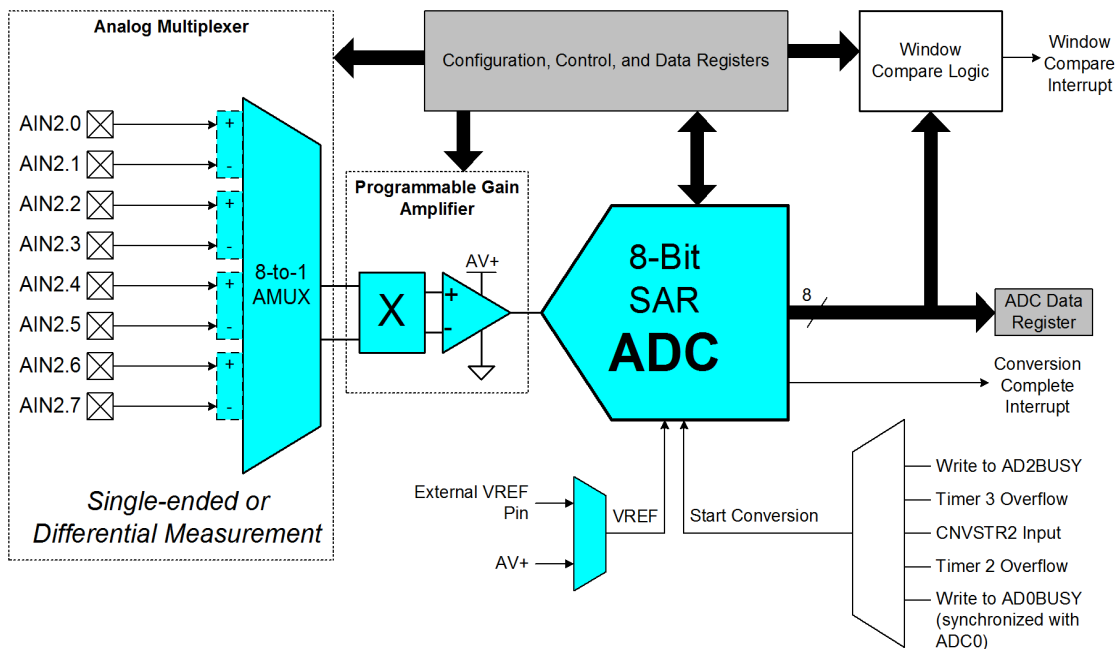 Analog Multiplexer
AIN2.0
AIN2.1
AIN2.2
AIN2.3
AIN2.4
AIN2.5
AIN2.6
AIN2.7
+
-
+
-
+
-
+
-
8-to-1
AMUX
Single-ended or
Differential Measurement
Configuration, Control, and Data Registers
Programmable Gain
Amplifier
X
+
-
AV+
8-Bit
SAR
ADC
Window
Compare Logic
Window
Compare
Interrupt
8
ADC Data
Register
Conversion
Complete
Interrupt
External VREF
Pin
AV+
VREF
Start Conversion
Write to AD2BUSY
Timer 3 Overflow
CNVSTR2 Input
Timer 2 Overflow
Write to AD0BUSY
(synchronized with
ADC0)